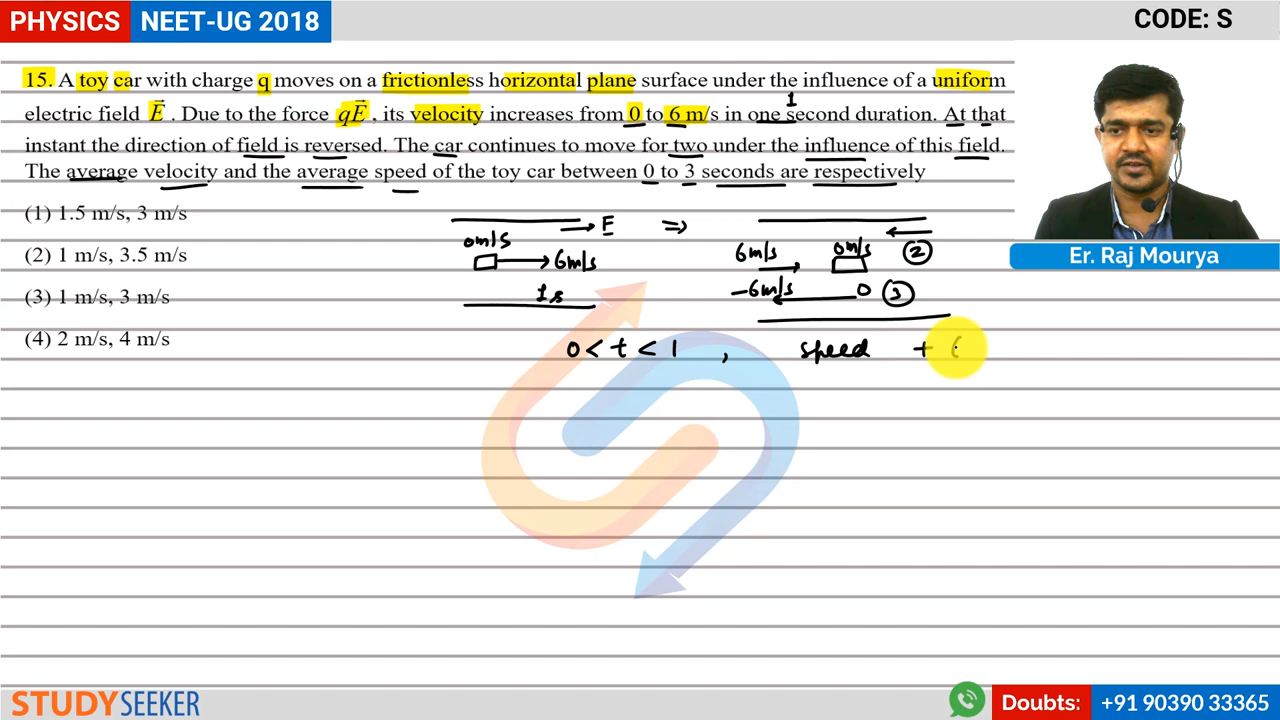 PHYSICS NEET-UG 2018
CODE: S
15. A toy car with charge q moves on a frictionless horizontal plane surface under the influence of a uniform
electric field E⃗ . Due to the force qE⃗ , its velocity increases from 0 to 6 m/s in one second duration. At that
1
instant the direction of field is reversed. The car continues to move for two under the influence of this field.
The average velocity and the average speed of the toy car between 0 to 3 seconds are respectively
(1) 1.5 m/s, 3 m/s
(2) 1 m/s, 3.5 m/s
(3) 1 m/s, 3 m/s
(4) 2 m/s, 4 m/s
→ E ⇒
0m/s → 6m/s
1s
6m/s 0m/s ②
-6m/s 0 ③
0 < t < 1 , speed + (
Er. Raj Mourya
STUDYSEEKER
Doubts: +91 90390 33365